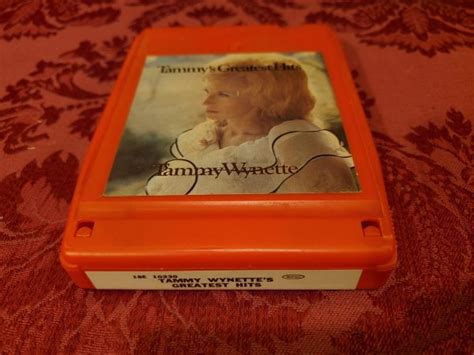 Tammy's Greatest Hits
Tammy Wynette
TAMMY WYNETTE'S
GREATEST HITS